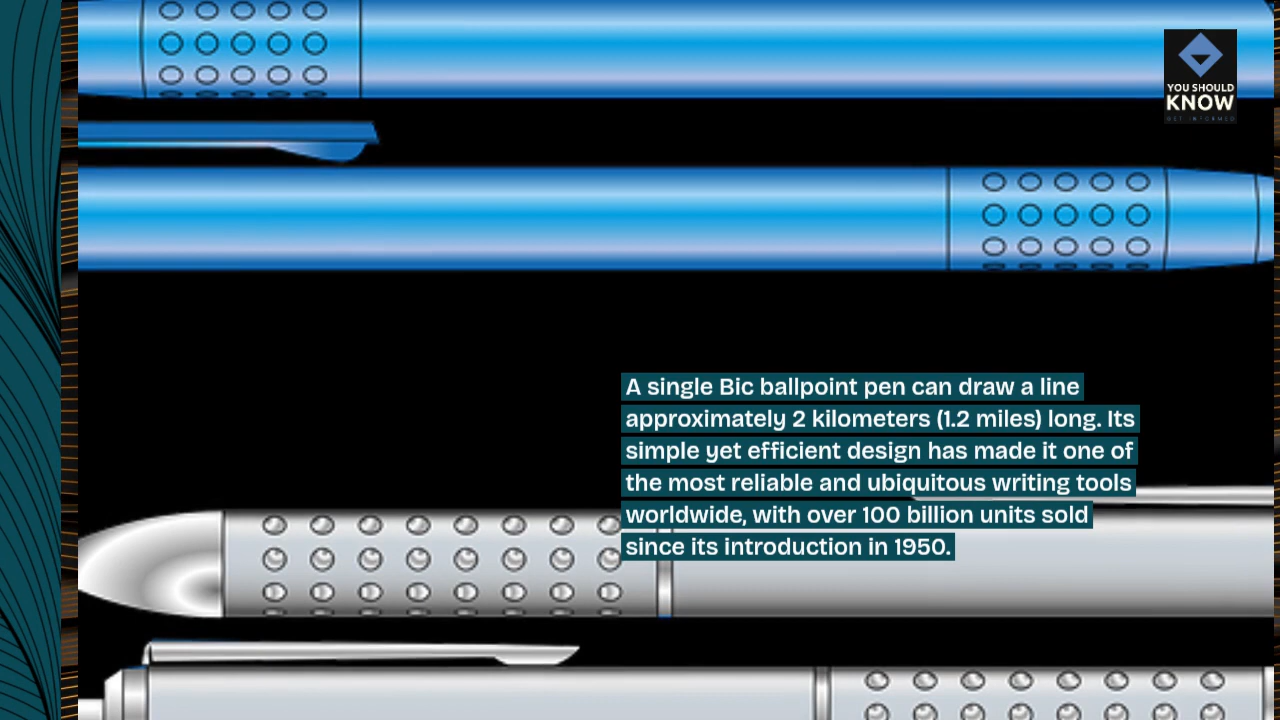 YOU SHOULD
KNOW
GET INFORMED
A single Bic ballpoint pen can draw a line
approximately 2 kilometers (1.2 miles) long. Its
simple yet efficient design has made it one of
the most reliable and ubiquitous writing tools
worldwide, with over 100 billion units sold
since its introduction in 1950.